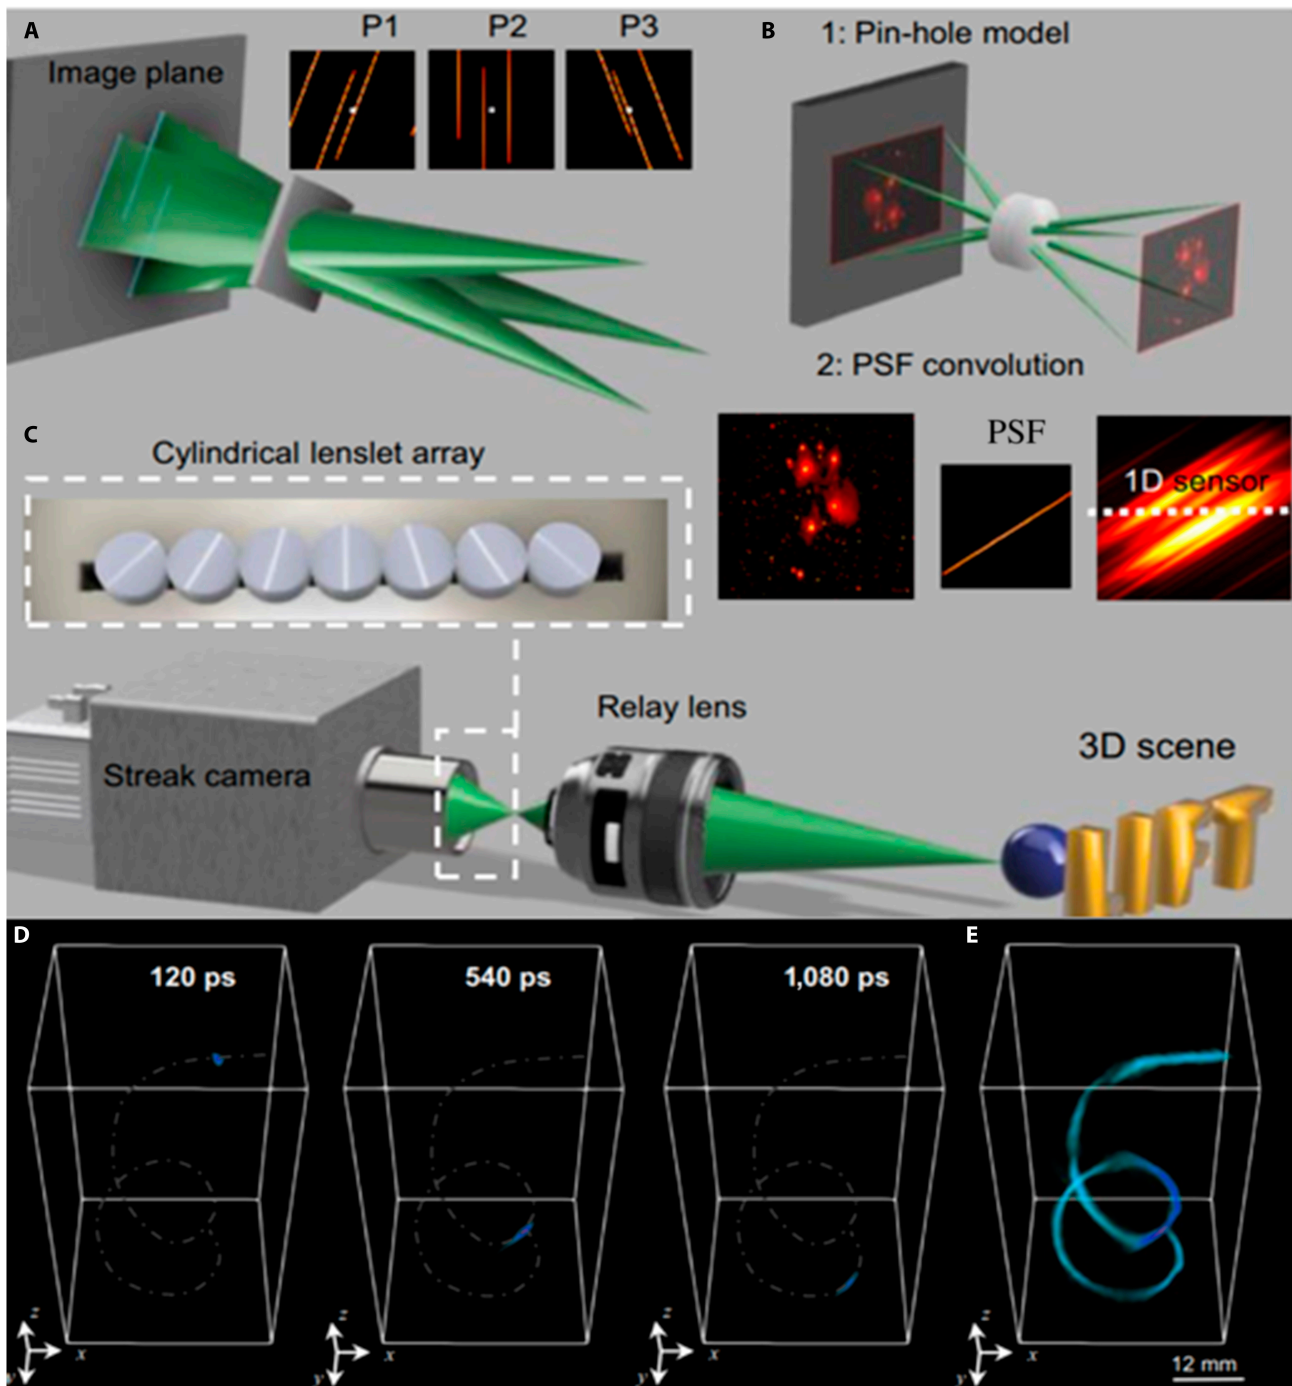 A
P1
P2
P3
Image plane
B
1: Pin-hole model
2: PSF convolution
C
Cylindrical lenslet array
PSF
1D sensor
Streak camera
Relay lens
3D scene
LIFT
D
120 ps
540 ps
1,080 ps
E
z
x
y
z
x
y
z
x
y
z
x
y
12 mm